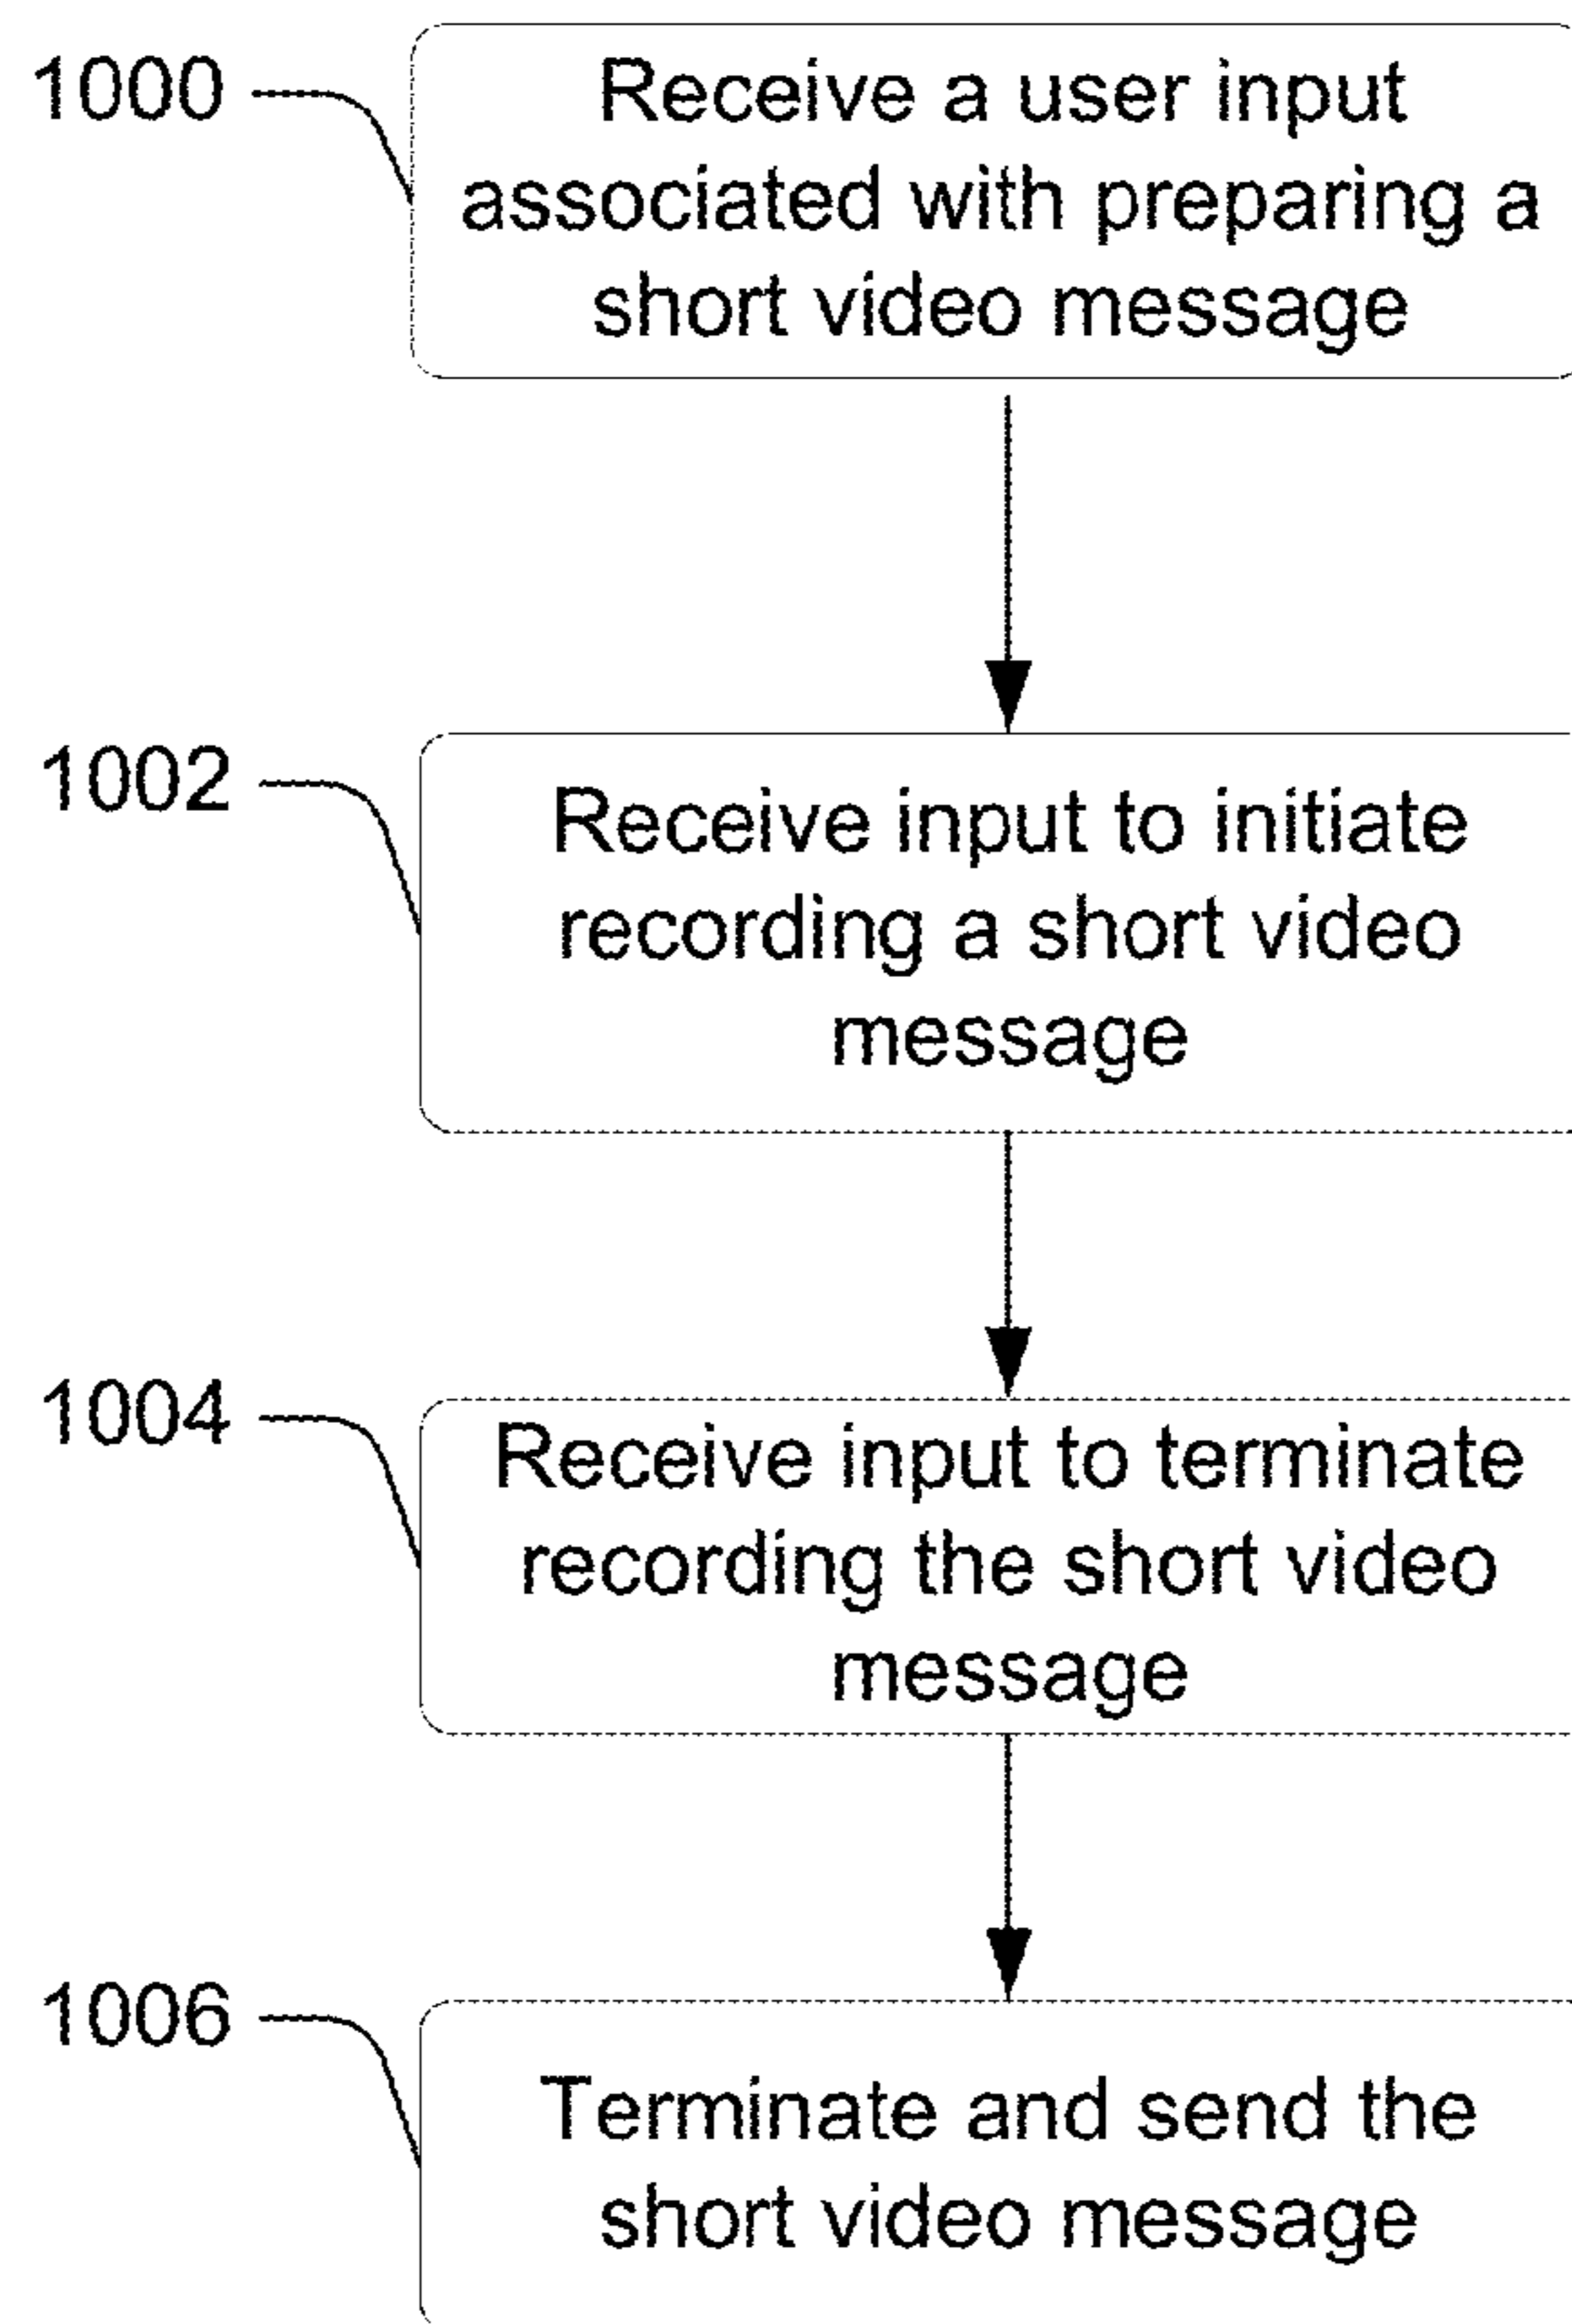 1000
Receive a user input
associated with preparing a
short video message
1002
Receive input to initiate
recording a short video
message
1004
Receive input to terminate
recording the short video
message
1006
Terminate and send the
short video message